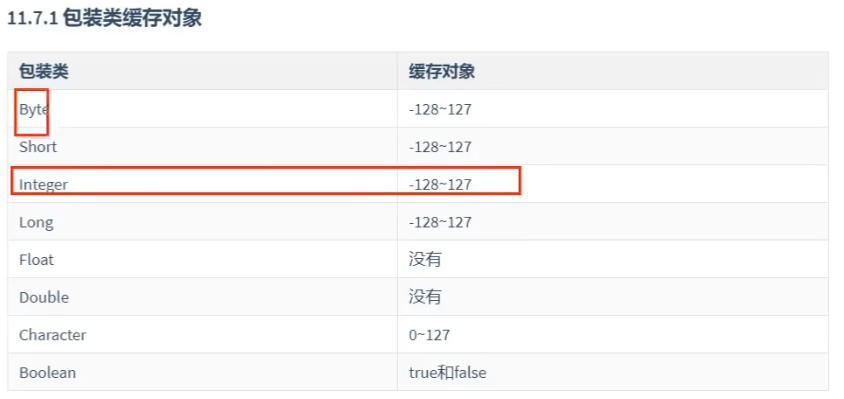 11.7.1 包装类缓存对象
包装类 缓存对象
Byte -128~127
Short -128~127
Integer -128~127
Long -128~127
Float 没有
Double 没有
Character 0~127
Boolean true和false